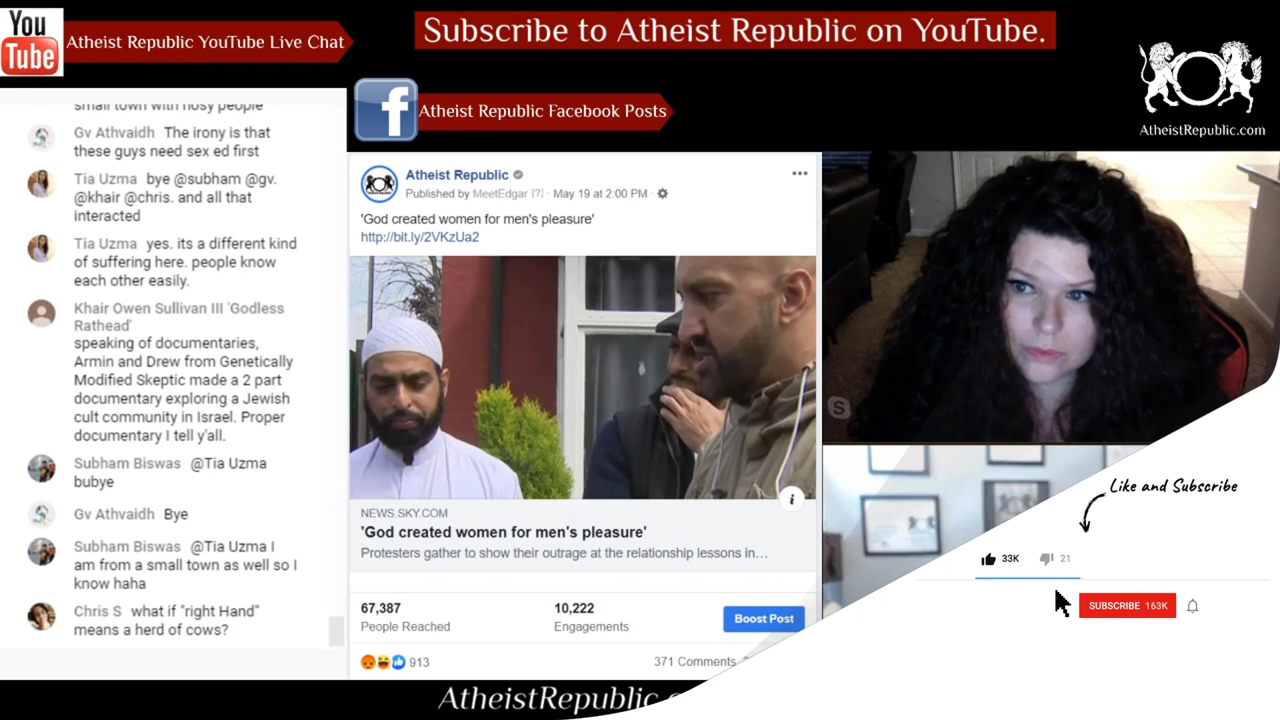 You
Tube
Atheist Republic YouTube Live Chat
Subscribe to Atheist Republic on YouTube.
AtheistRepublic.com
f
Atheist Republic Facebook Posts
small town with nosy people
Gv Athvaidh The irony is that
these guys need sex ed first
Tia Uzma bye @subham @gv.
@khair @chris. and all that
interacted
Tia Uzma yes. its a different kind
of suffering here. people know
each other easily.
Khair Owen Sullivan III 'Godless
Rathead'
speaking of documentaries,
Armin and Drew from Genetically
Modified Skeptic made a 2 part
documentary exploring a Jewish
cult community in Israel. Proper
documentary I tell y'all.
Subham Biswas @Tia Uzma
bubye
Gv Athvaidh Bye
Subham Biswas @Tia Uzma I
am from a small town as well so I
know haha
Chris S what if "right Hand"
means a herd of cows?
Atheist Republic
Published by MeetEdgar [?] · May 19 at 2:00 PM ·
'God created women for men's pleasure'
http://bit.ly/2VKzUa2
NEWS.SKY.COM
'God created women for men's pleasure'
Protesters gather to show their outrage at the relationship lessons in…
67,387
People Reached
10,222
Engagements
Boost Post
913
371 Comments
Like and Subscribe
33K
21
SUBSCRIBE 163K
AtheistRepublic